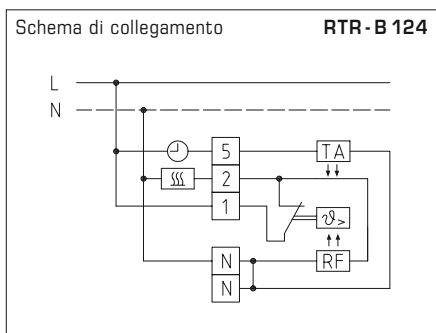 Schema di collegamento RTR-B 124
L
N
5 TA
2
1 ϑ>
N RF
N